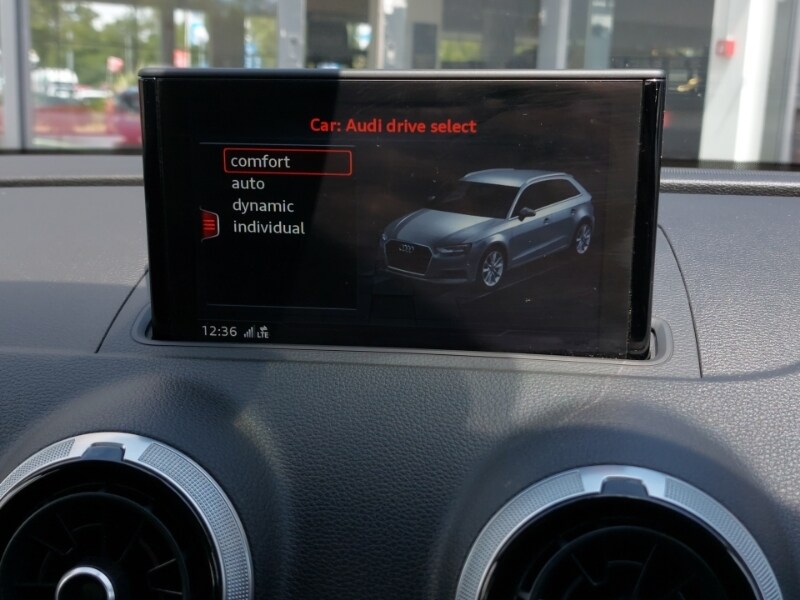 Car: Audi drive select
comfort
auto
dynamic
individual
12:36 LTE